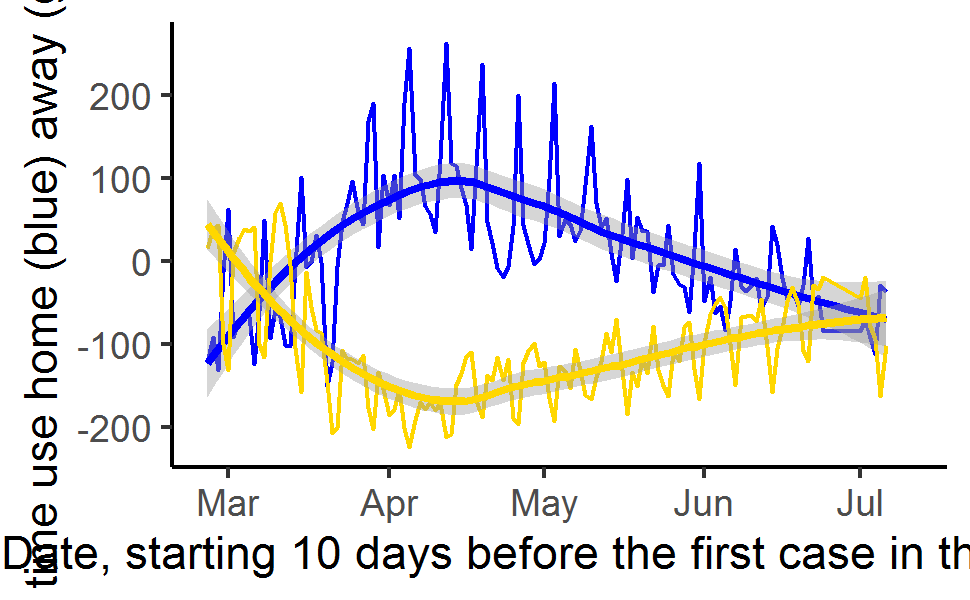 time use home (blue) away (
200
100
0
-100
-200
Mar Apr May Jun Jul
Date, starting 10 days before the first case in th